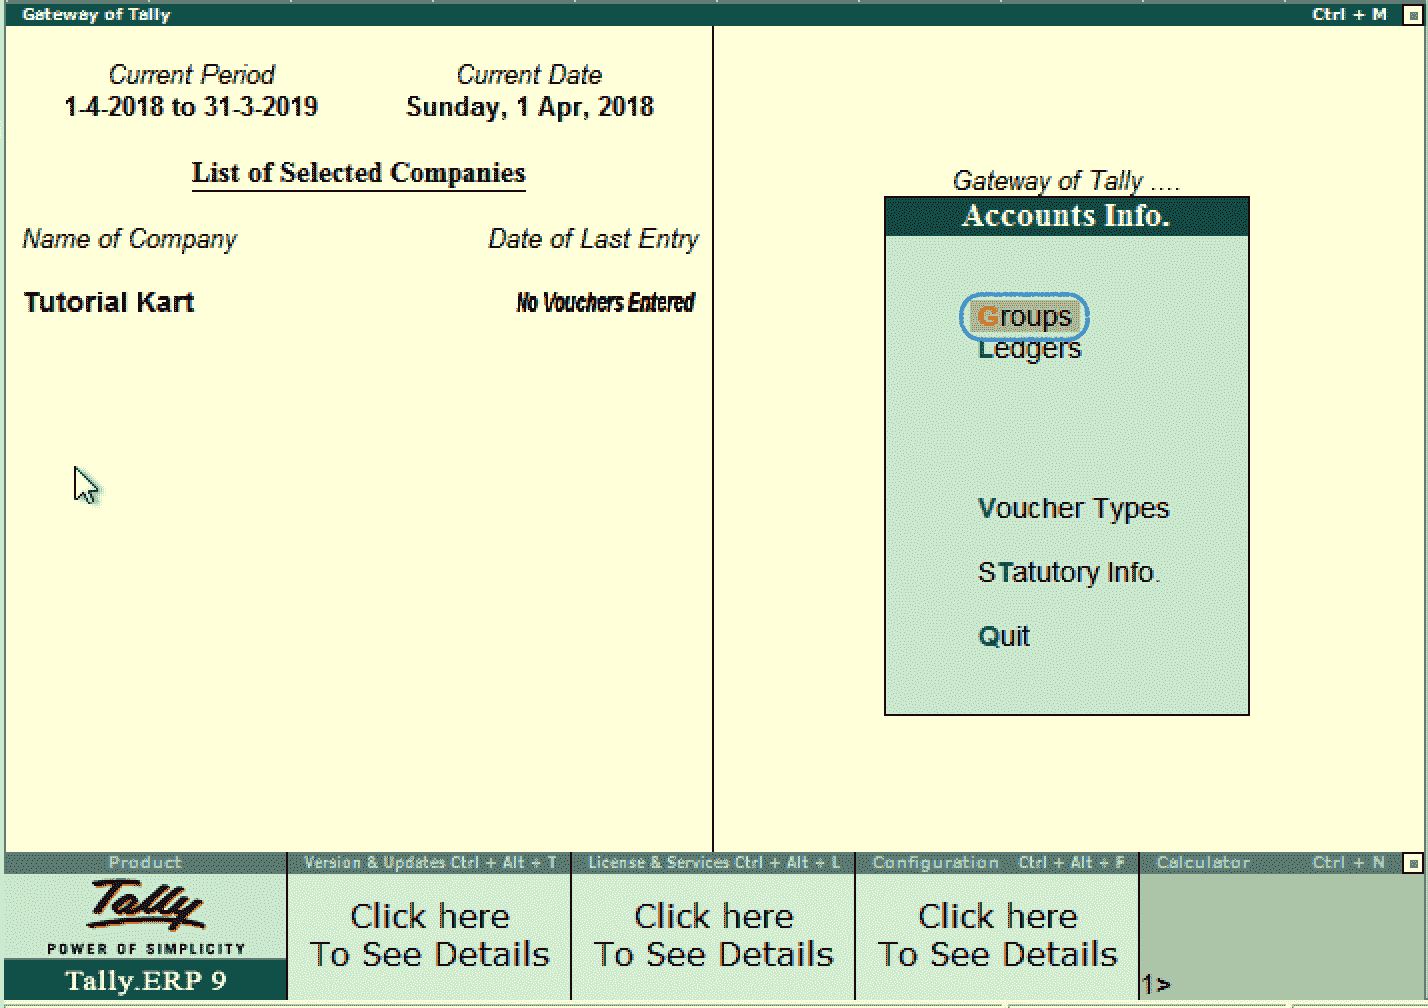 Gateway of Tally Ctrl + M
Current Period Current Date
1-4-2018 to 31-3-2019 Sunday, 1 Apr, 2018
List of Selected Companies
Name of Company Date of Last Entry
Tutorial Kart No Vouchers Entered
Gateway of Tally ....
Accounts Info.
Groups
Ledgers
Voucher Types
STatutory Info.
Quit
Product Version & Updates Ctrl + Alt + T License & Services Ctrl + Alt + L Configuration Ctrl + Alt + F Calculator Ctrl + N
Tally
POWER OF SIMPLICITY
Tally.ERP 9
Click here
To See Details
Click here
To See Details
Click here
To See Details
1>